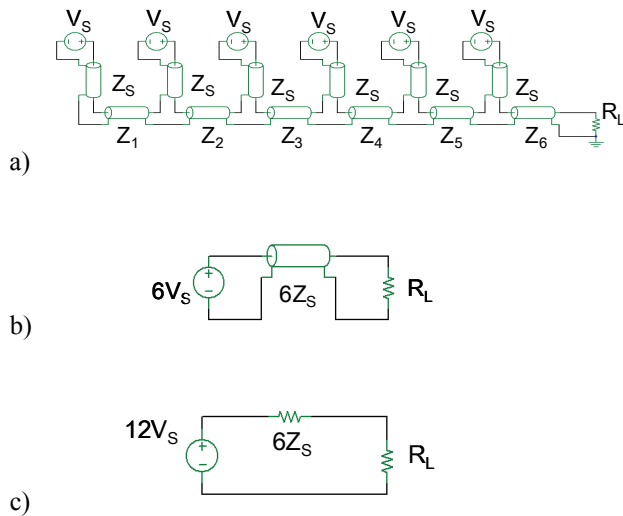 V_S V_S V_S V_S V_S V_S
Z_S Z_S Z_S Z_S Z_S Z_S
Z_1 Z_2 Z_3 Z_4 Z_5 Z_6 R_L
a)
6V_S 6Z_S R_L
b)
12V_S 6Z_S R_L
c)